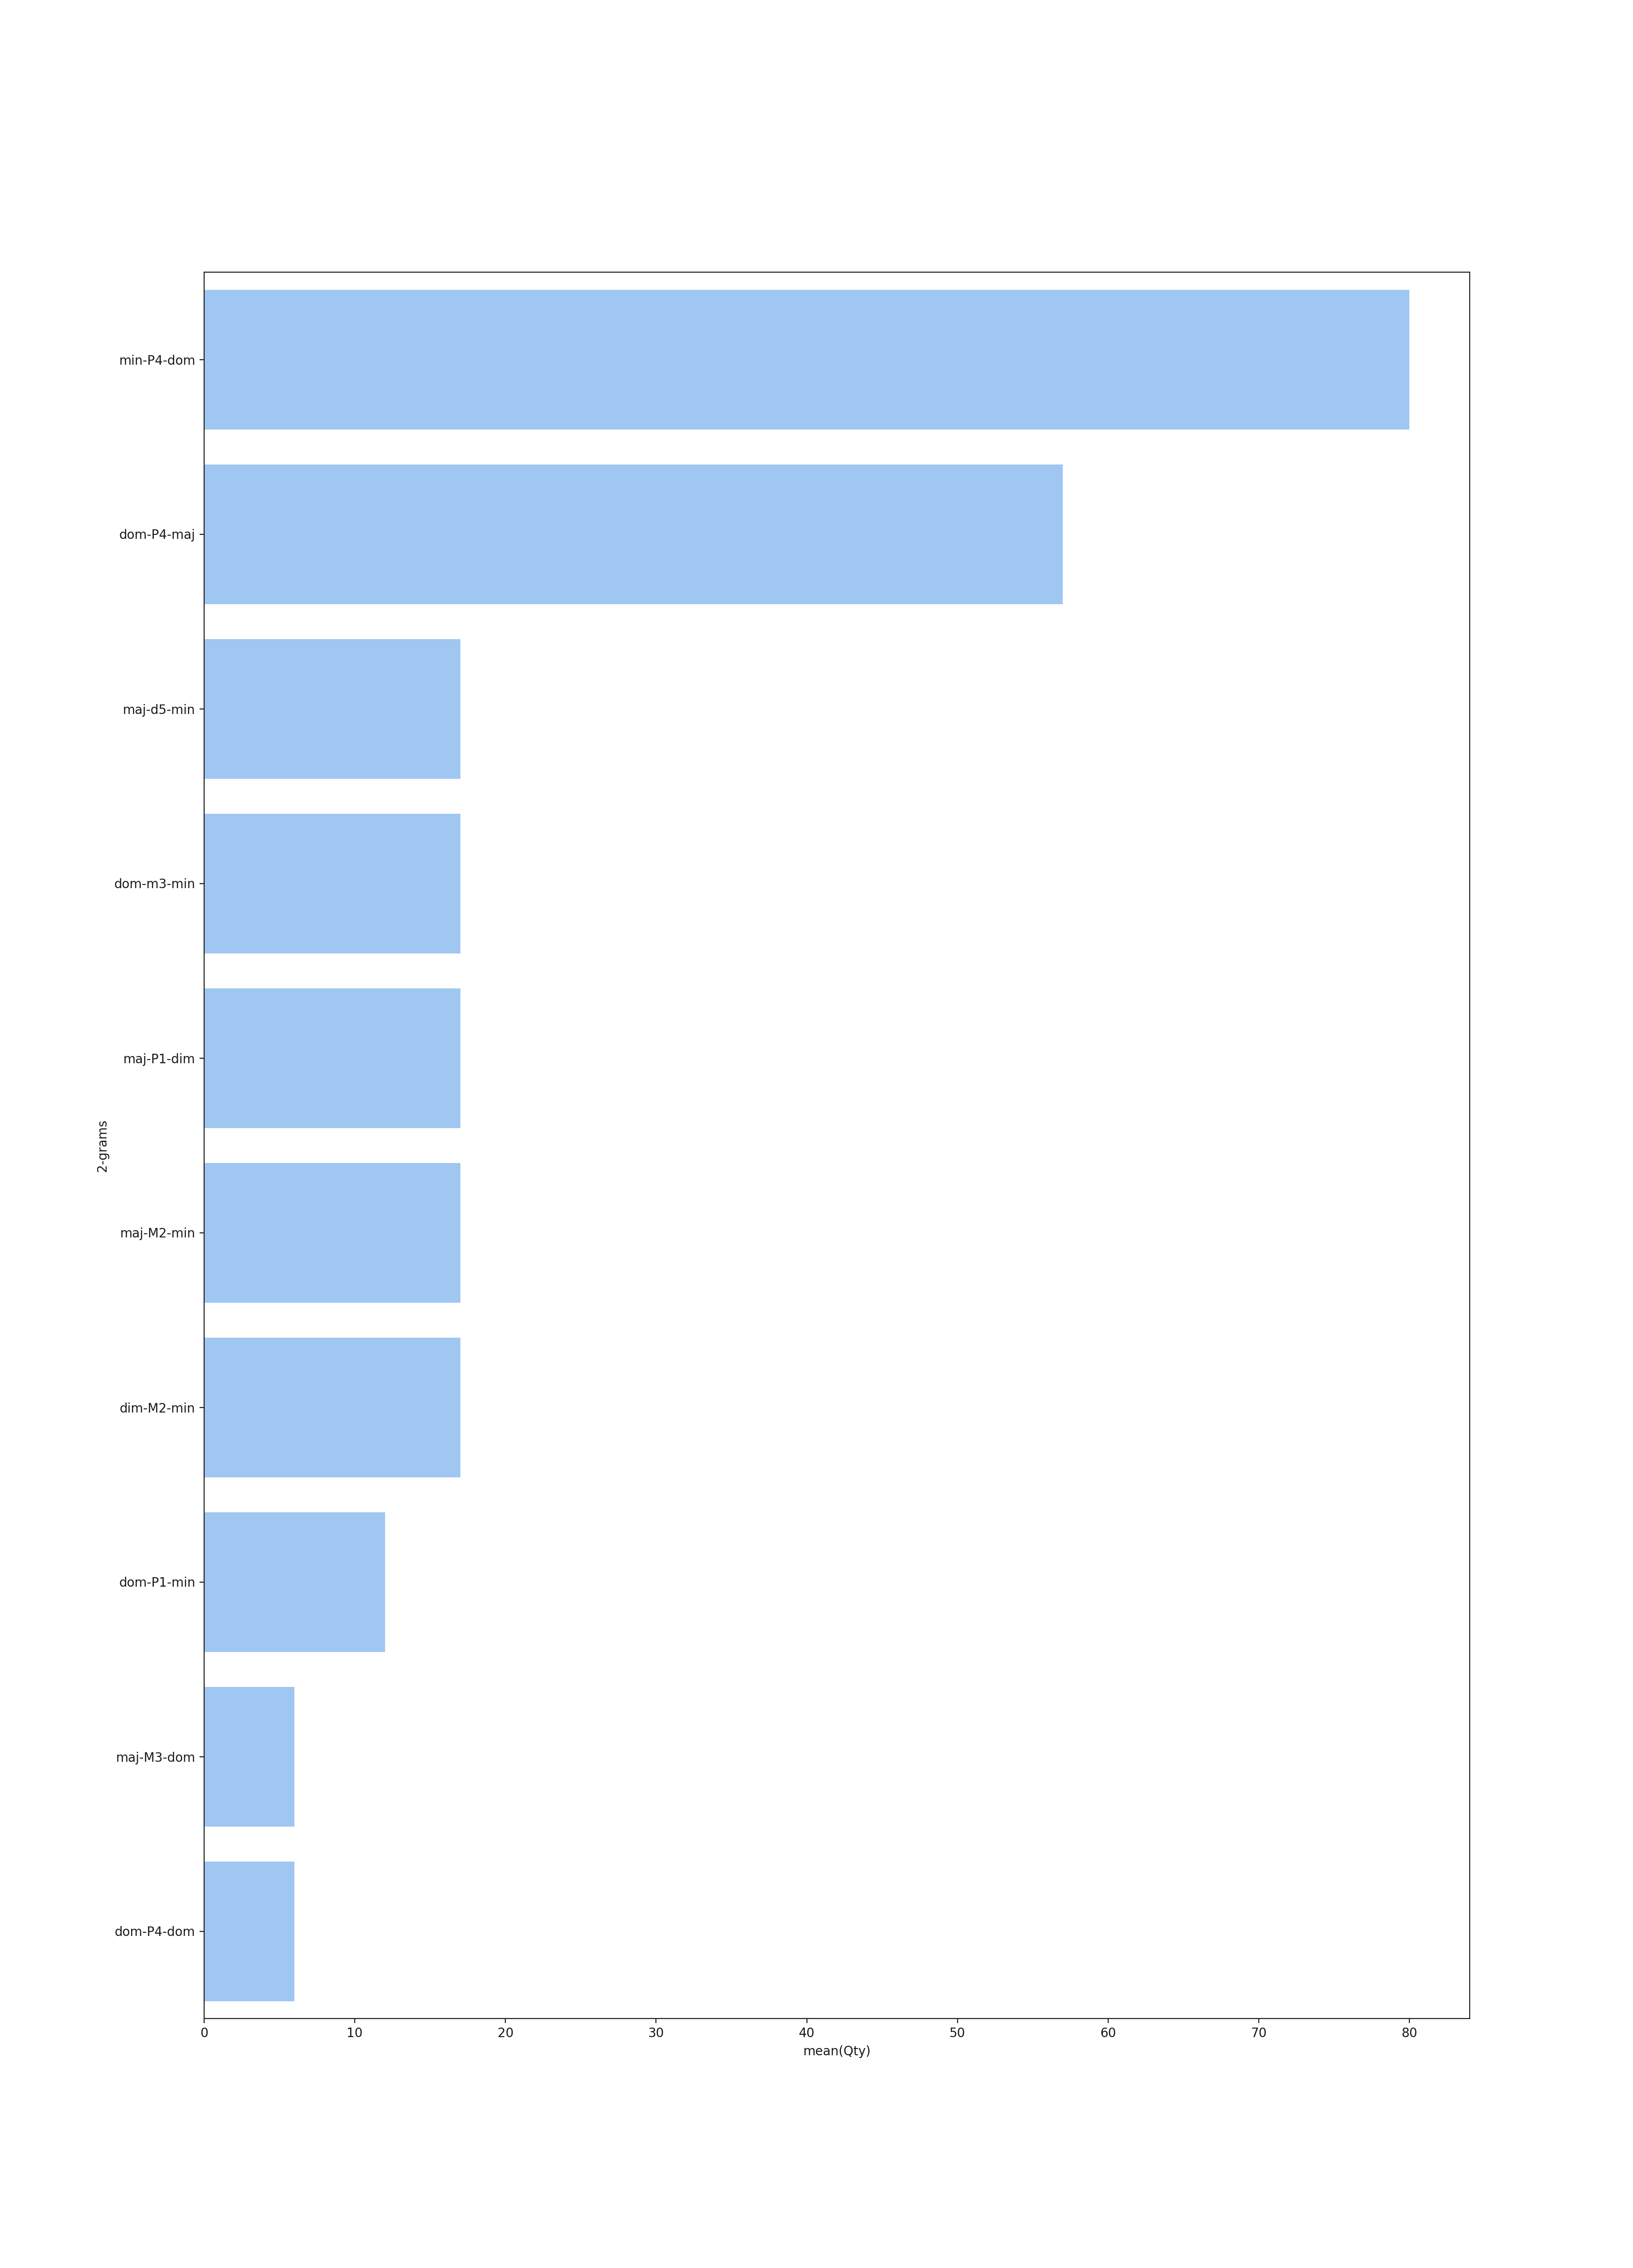 min-P4-dom
dom-P4-maj
maj-d5-min
dom-m3-min
maj-P1-dim
maj-M2-min
dim-M2-min
dom-P1-min
maj-M3-dom
dom-P4-dom
2-grams
0 10 20 30 40 50 60 70 80
mean(Qty)